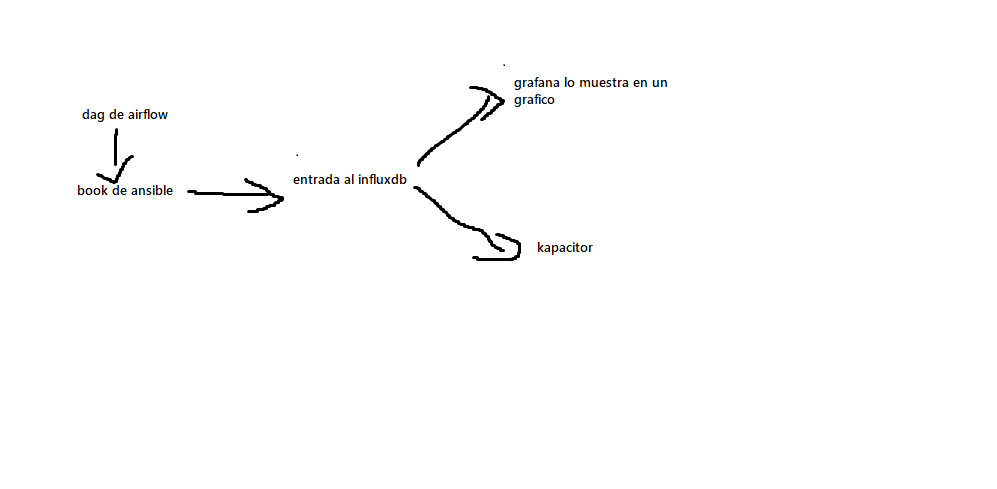 dag de airflow
book de ansible
entrada al influxdb
grafana lo muestra en un
grafico
kapacitor